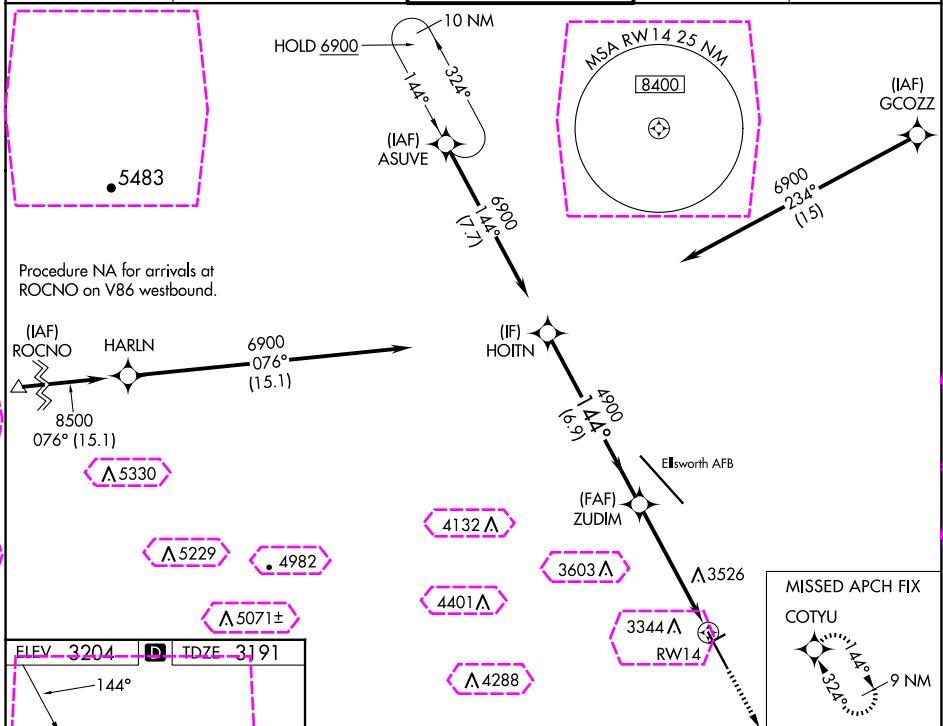 10 NM
HOLD 6900
144°
324°
(IAF)
ASUVE
MSA RW14 25 NM
8400
(IAF)
GCOZZ
5483
6900
144°
(7.7)
6900
234°
(15)
Procedure NA for arrivals at
ROCNO on V86 westbound.
(IAF)
ROCNO
HARLN
6900
076°
(15.1)
8500
076° (15.1)
(IF)
HOITN
4900
144°
(6.9)
Ellsworth AFB
(FAF)
ZUDIM
5330
4132
5229
4982
3603
3526
4401
5071±
3344
RW14
4288
MISSED APCH FIX
COTYU
144°
324°
9 NM
ELEV 3204 D TDZE 3191
144°